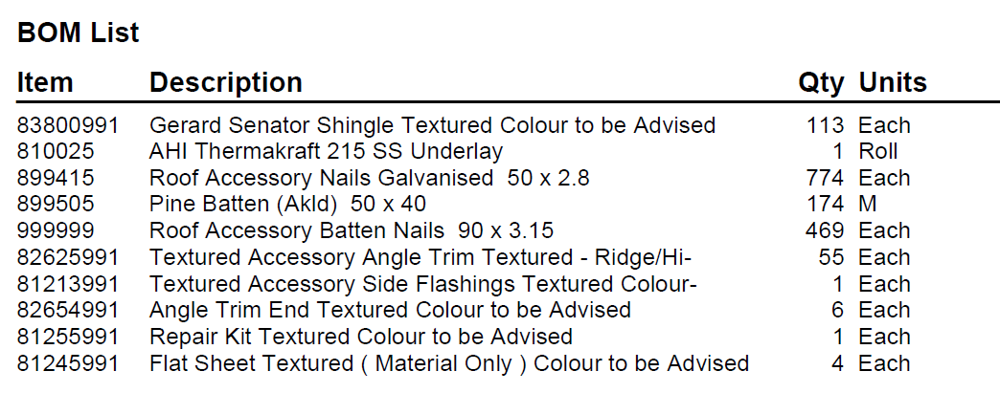 BOM List
Item Description Qty Units
83800991 Gerard Senator Shingle Textured Colour to be Advised 113 Each
810025 AHI Thermakraft 215 SS Underlay 1 Roll
899415 Roof Accessory Nails Galvanised 50 x 2.8 774 Each
899505 Pine Batten (Akld) 50 x 40 174 M
999999 Roof Accessory Batten Nails 90 x 3.15 469 Each
82625991 Textured Accessory Angle Trim Textured - Ridge/Hi- 55 Each
81213991 Textured Accessory Side Flashings Textured Colour- 1 Each
82654991 Angle Trim End Textured Colour to be Advised 6 Each
81255991 Repair Kit Textured Colour to be Advised 1 Each
81245991 Flat Sheet Textured ( Material Only ) Colour to be Advised 4 Each